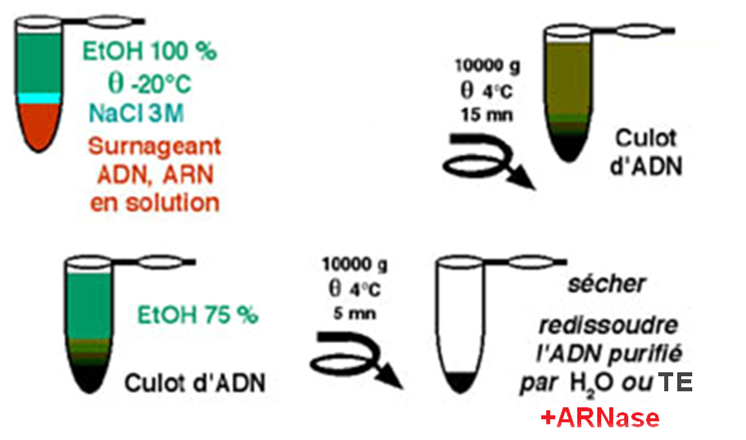 EtOH 100 %
θ -20°C
NaCl 3M
Surnageant
ADN, ARN
en solution
10000 g
θ 4°C
15 mn
Culot
d'ADN
EtOH 75 %
Culot d'ADN
10000 g
θ 4°C
5 mn
sécher
redissoudre
l'ADN purifié
par H₂O ou TE
+ARNase